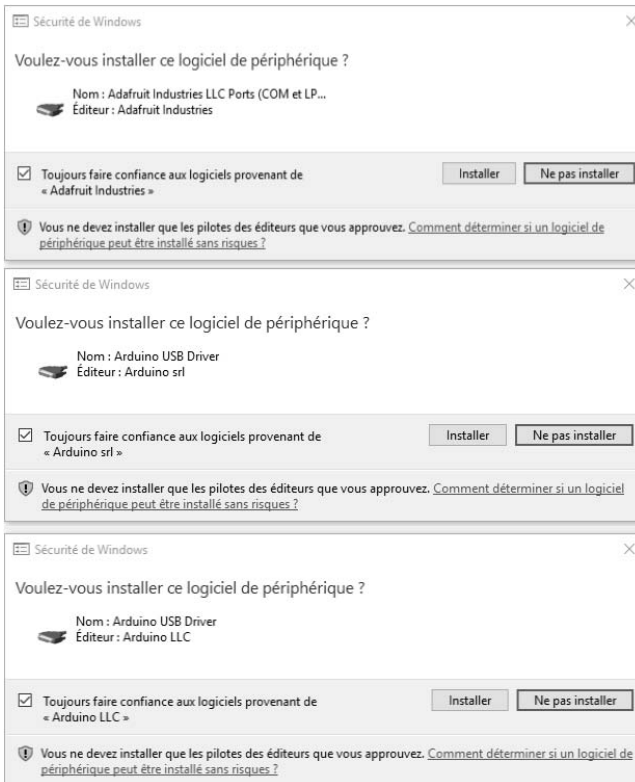 Sécurité de Windows
Voulez-vous installer ce logiciel de périphérique ?
Nom : Adafruit Industries LLC Ports (COM et LP...
Éditeur : Adafruit Industries
Toujours faire confiance aux logiciels provenant de
« Adafruit Industries »
Installer
Ne pas installer
Vous ne devez installer que les pilotes des éditeurs que vous approuvez. Comment déterminer si un logiciel de
périphérique peut être installé sans risques ?
Sécurité de Windows
Voulez-vous installer ce logiciel de périphérique ?
Nom : Arduino USB Driver
Éditeur : Arduino srl
Toujours faire confiance aux logiciels provenant de
« Arduino srl »
Installer
Ne pas installer
Vous ne devez installer que les pilotes des éditeurs que vous approuvez. Comment déterminer si un logiciel
de périphérique peut être installé sans risques ?
Sécurité de Windows
Voulez-vous installer ce logiciel de périphérique ?
Nom : Arduino USB Driver
Éditeur : Arduino LLC
Toujours faire confiance aux logiciels provenant de
« Arduino LLC »
Installer
Ne pas installer
Vous ne devez installer que les pilotes des éditeurs que vous approuvez. Comment déterminer si un logiciel de
périphérique peut être installé sans risques ?